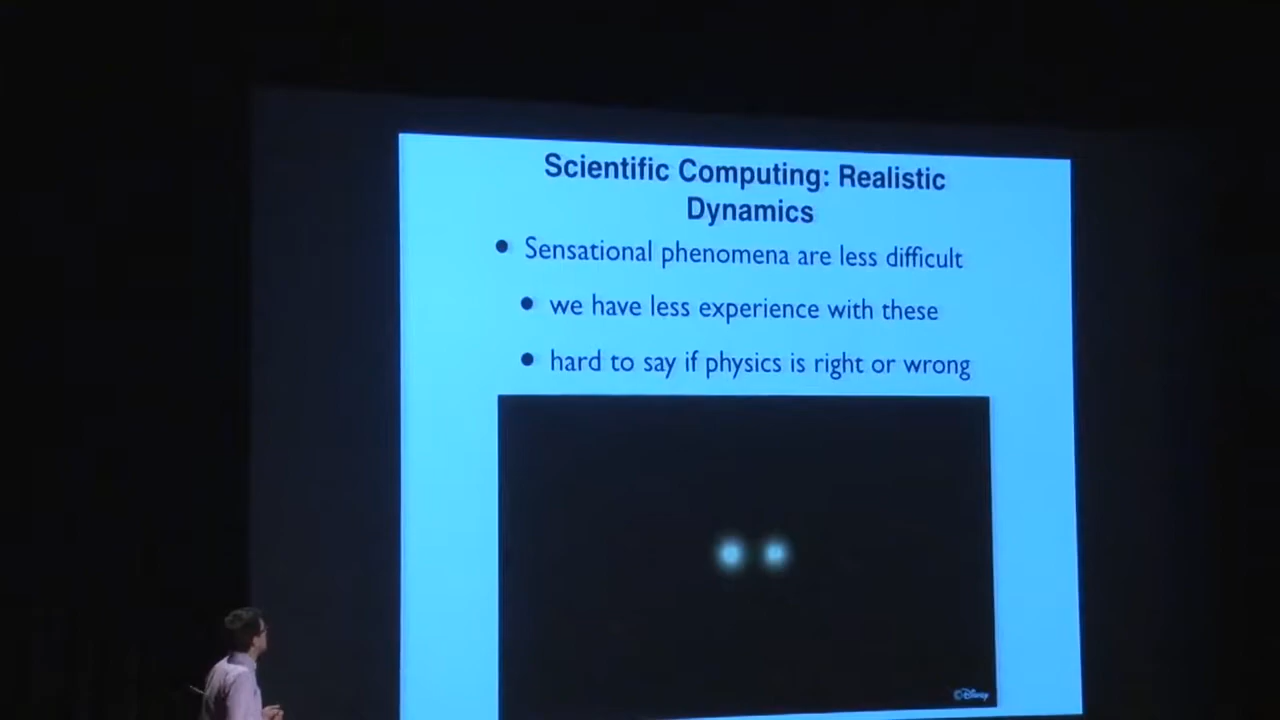 Scientific Computing: Realistic
Dynamics
• Sensational phenomena are less difficult
• we have less experience with these
• hard to say if physics is right or wrong
©Disney